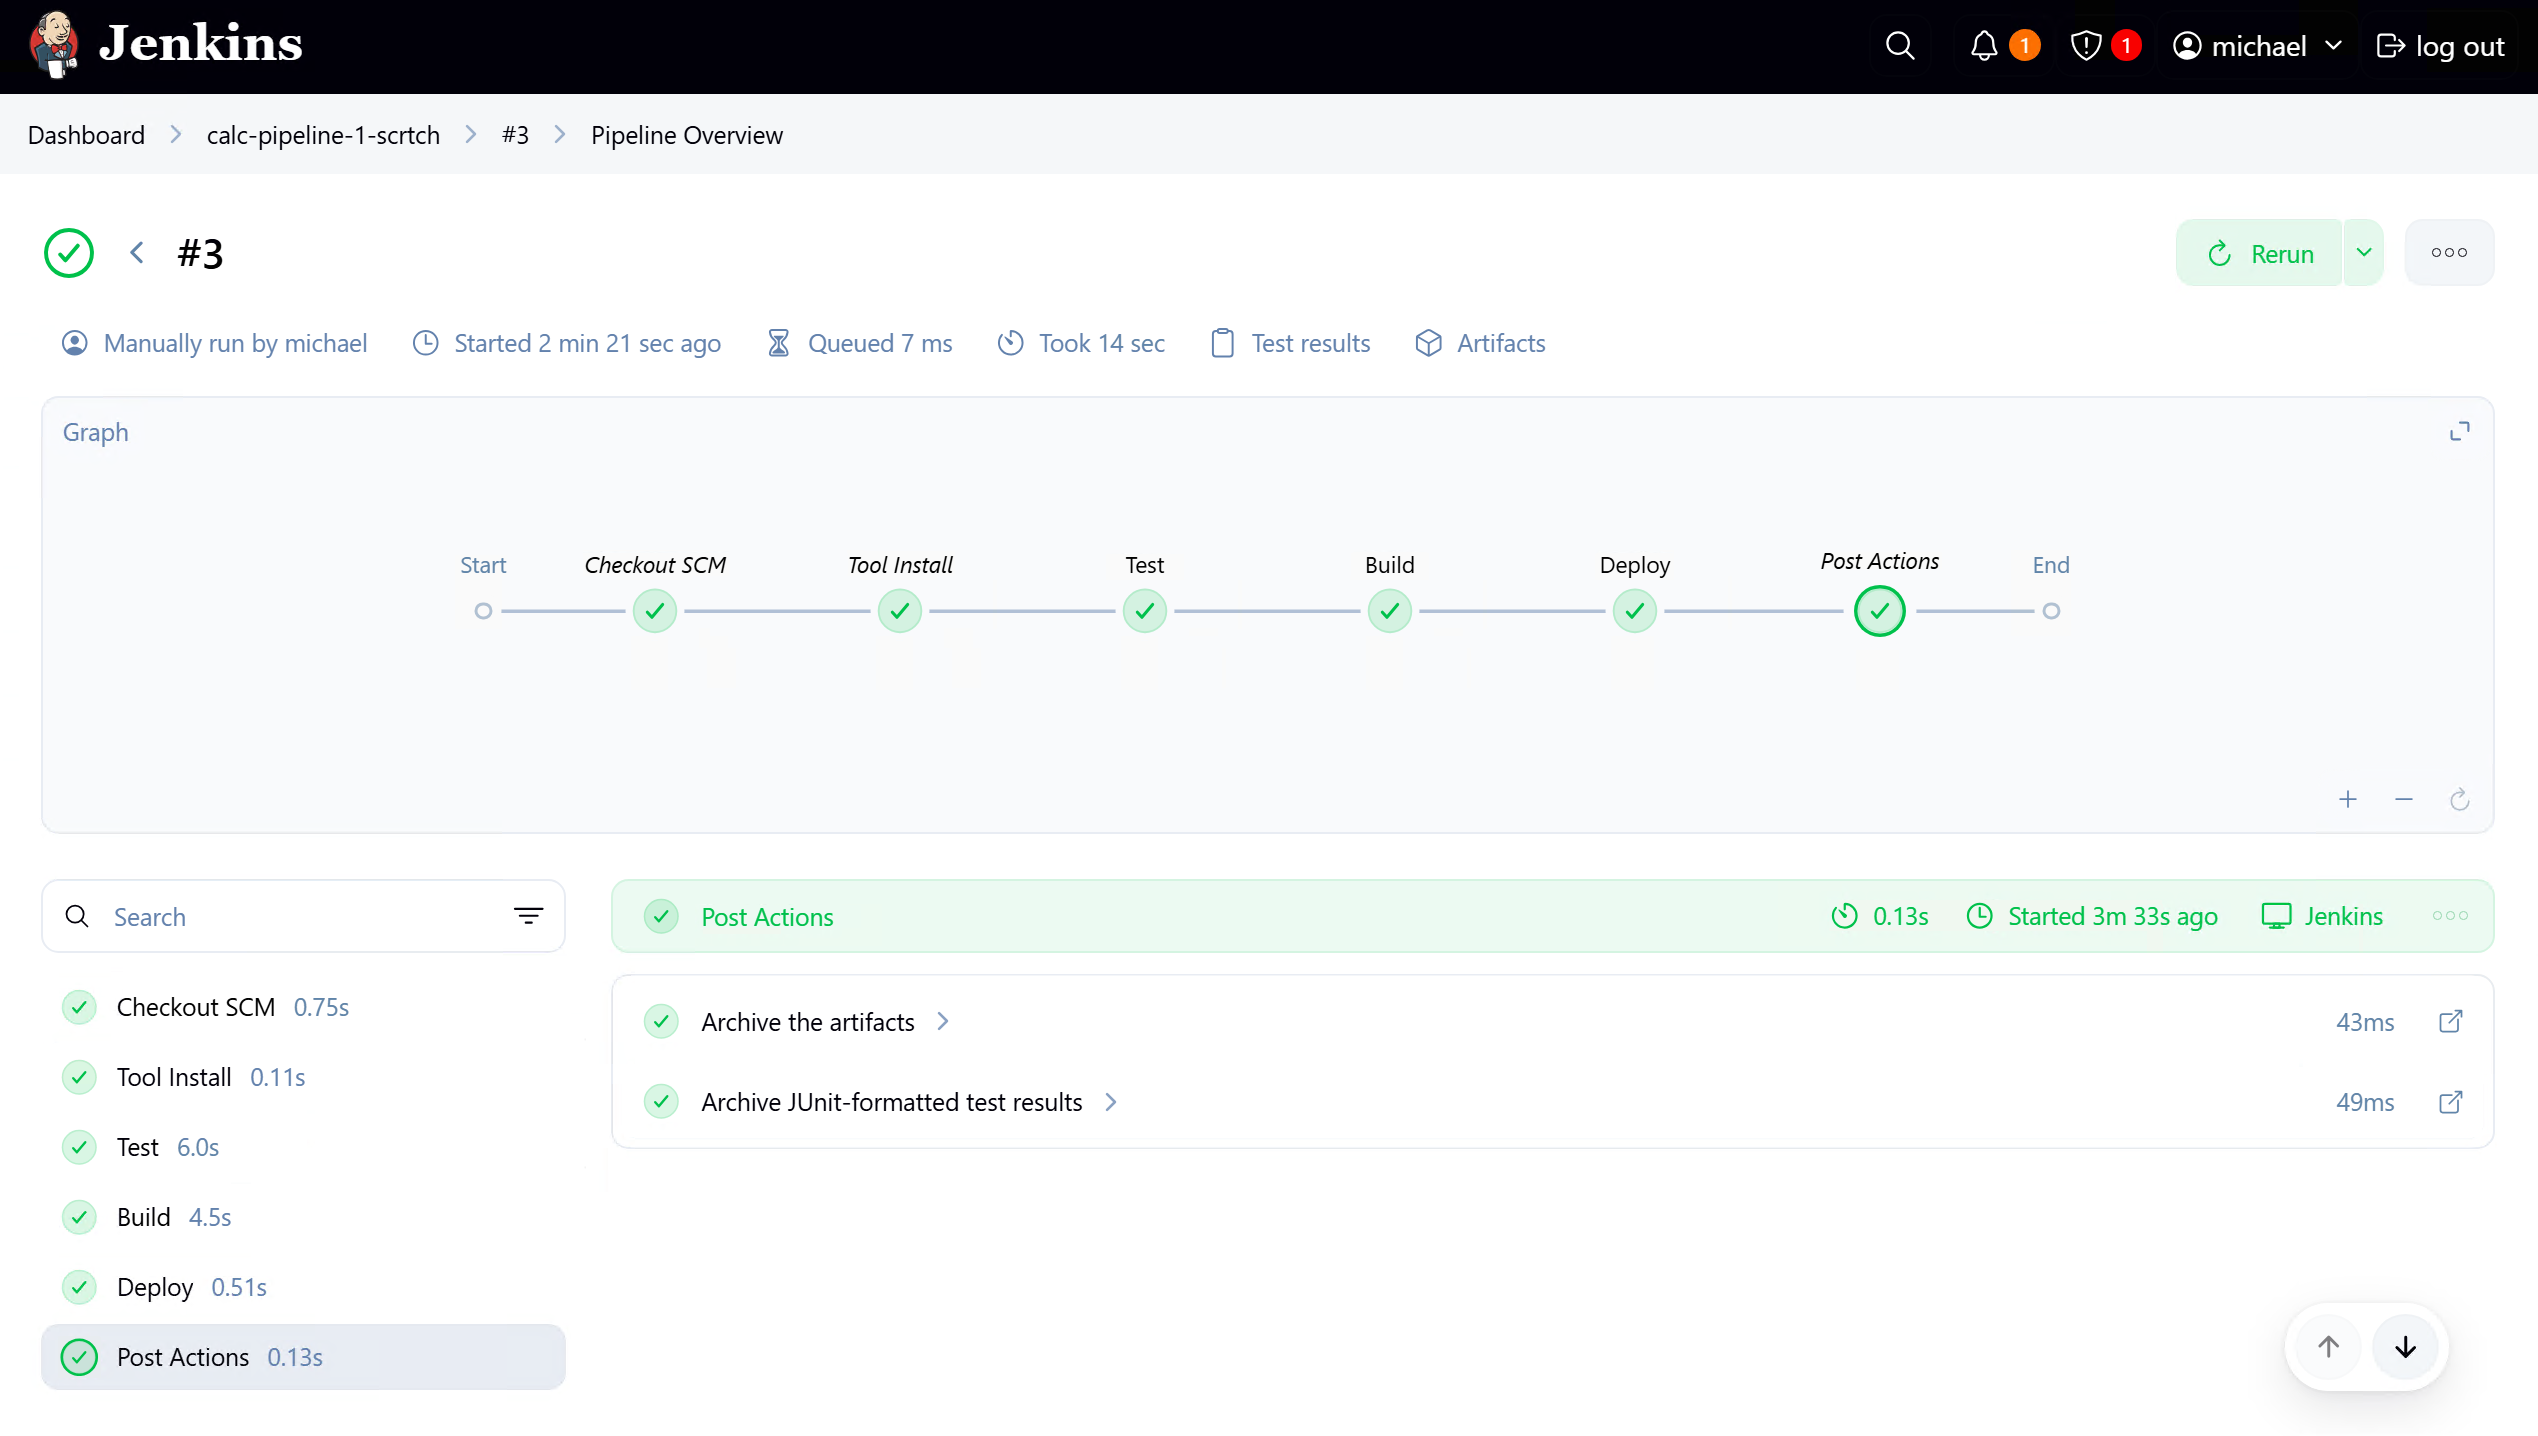 Jenkins 1 1 michael log out
Dashboard calc-pipeline-1-scrtch #3 Pipeline Overview
#3 Rerun
Manually run by michael Started 2 min 21 sec ago Queued 7 ms Took 14 sec Test results Artifacts
Graph
Start Checkout SCM Tool Install Test Build Deploy Post Actions End
Search
Checkout SCM 0.75s
Tool Install 0.11s
Test 6.0s
Build 4.5s
Deploy 0.51s
Post Actions 0.13s
Post Actions 0.13s Started 3m 33s ago Jenkins
Archive the artifacts 43ms
Archive JUnit-formatted test results 49ms